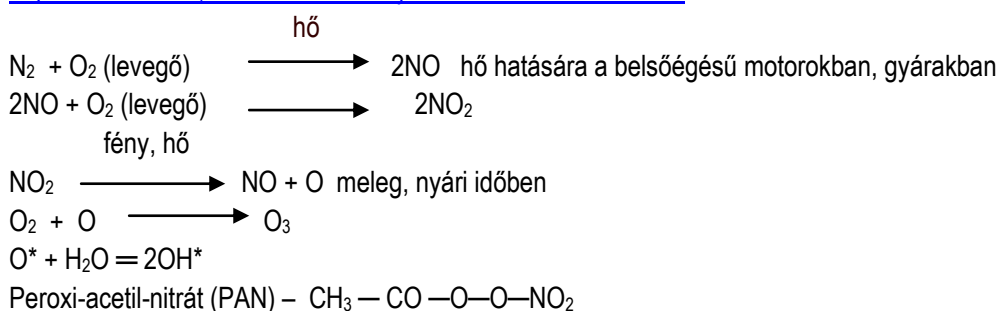 hő
N₂ + O₂ (levegő) ⟶ 2NO hő hatására a belsőégésű motorokban, gyárakban
2NO + O₂ (levegő) ⟶ 2NO₂
fény, hő
NO₂ ⟶ NO + O meleg, nyári időben
O₂ + O ⟶ O₃
O* + H₂O = 2OH*
Peroxi-acetil-nitrát (PAN) – CH₃ — CO —O—O—NO₂